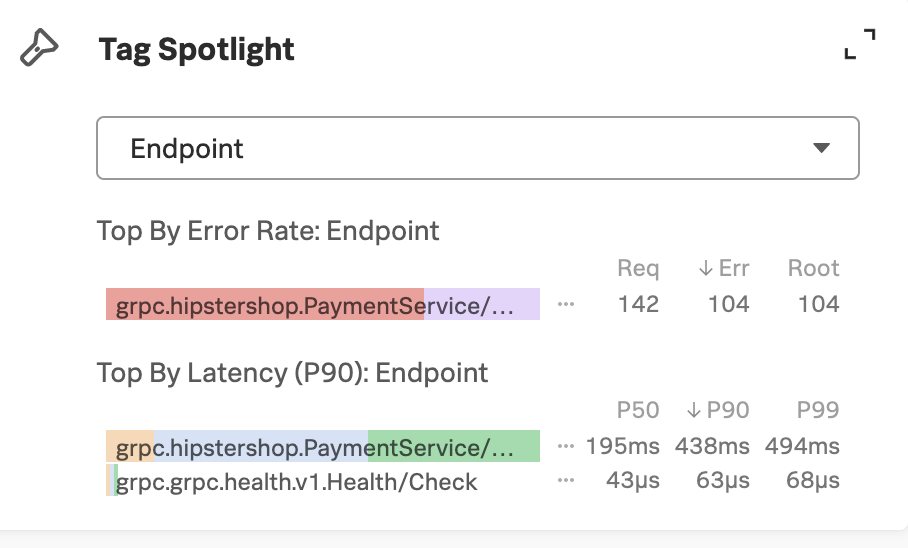 Tag Spotlight
Endpoint
Top By Error Rate: Endpoint
Req ↓ Err Root
grpc.hipstershop.PaymentService/... ... 142 104 104
Top By Latency (P90): Endpoint
P50 ↓ P90 P99
grpc.hipstershop.PaymentService/... ... 195ms 438ms 494ms
grpc.grpc.health.v1.Health/Check ... 43µs 63µs 68µs